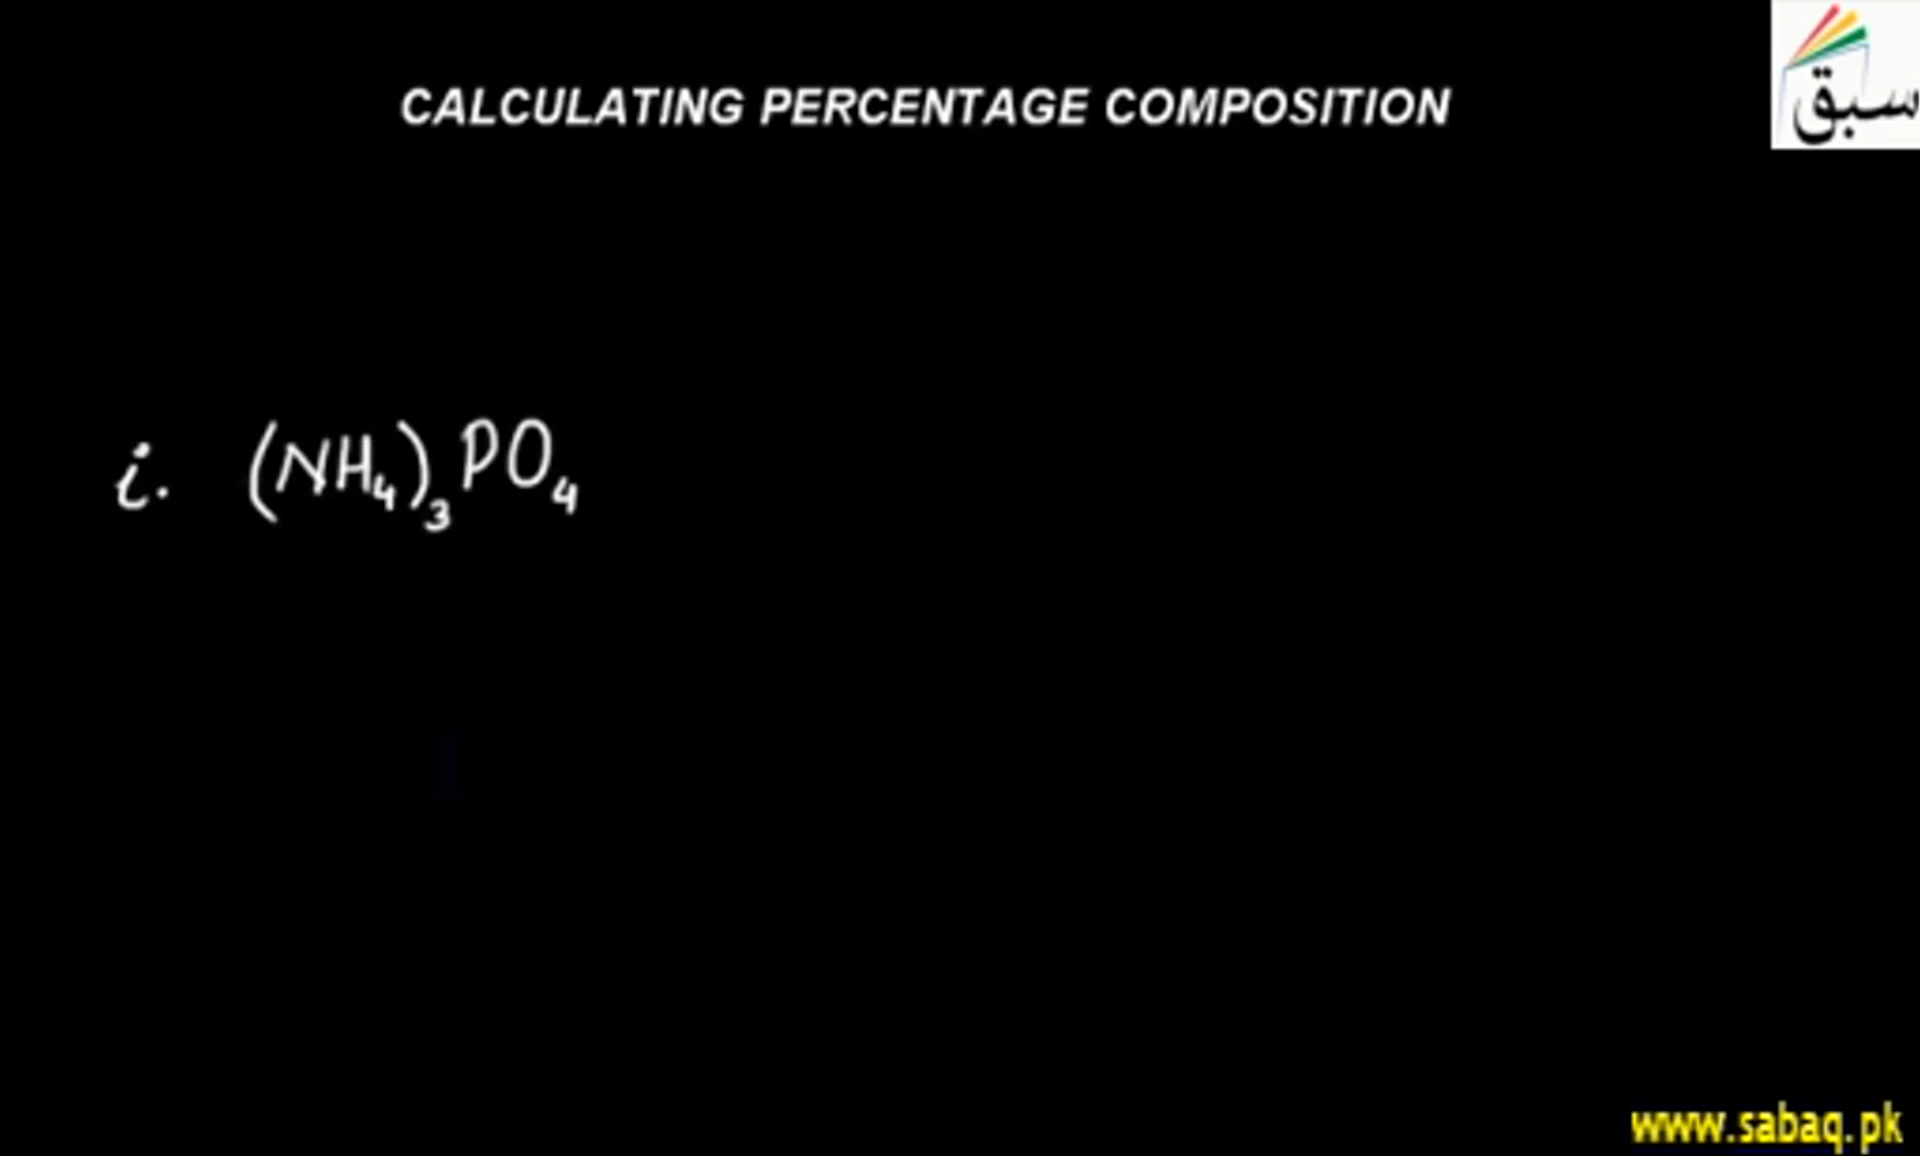 سبق
CALCULATING PERCENTAGE COMPOSITION
i. (NH₄)₃PO₄
www.sabaq.pk